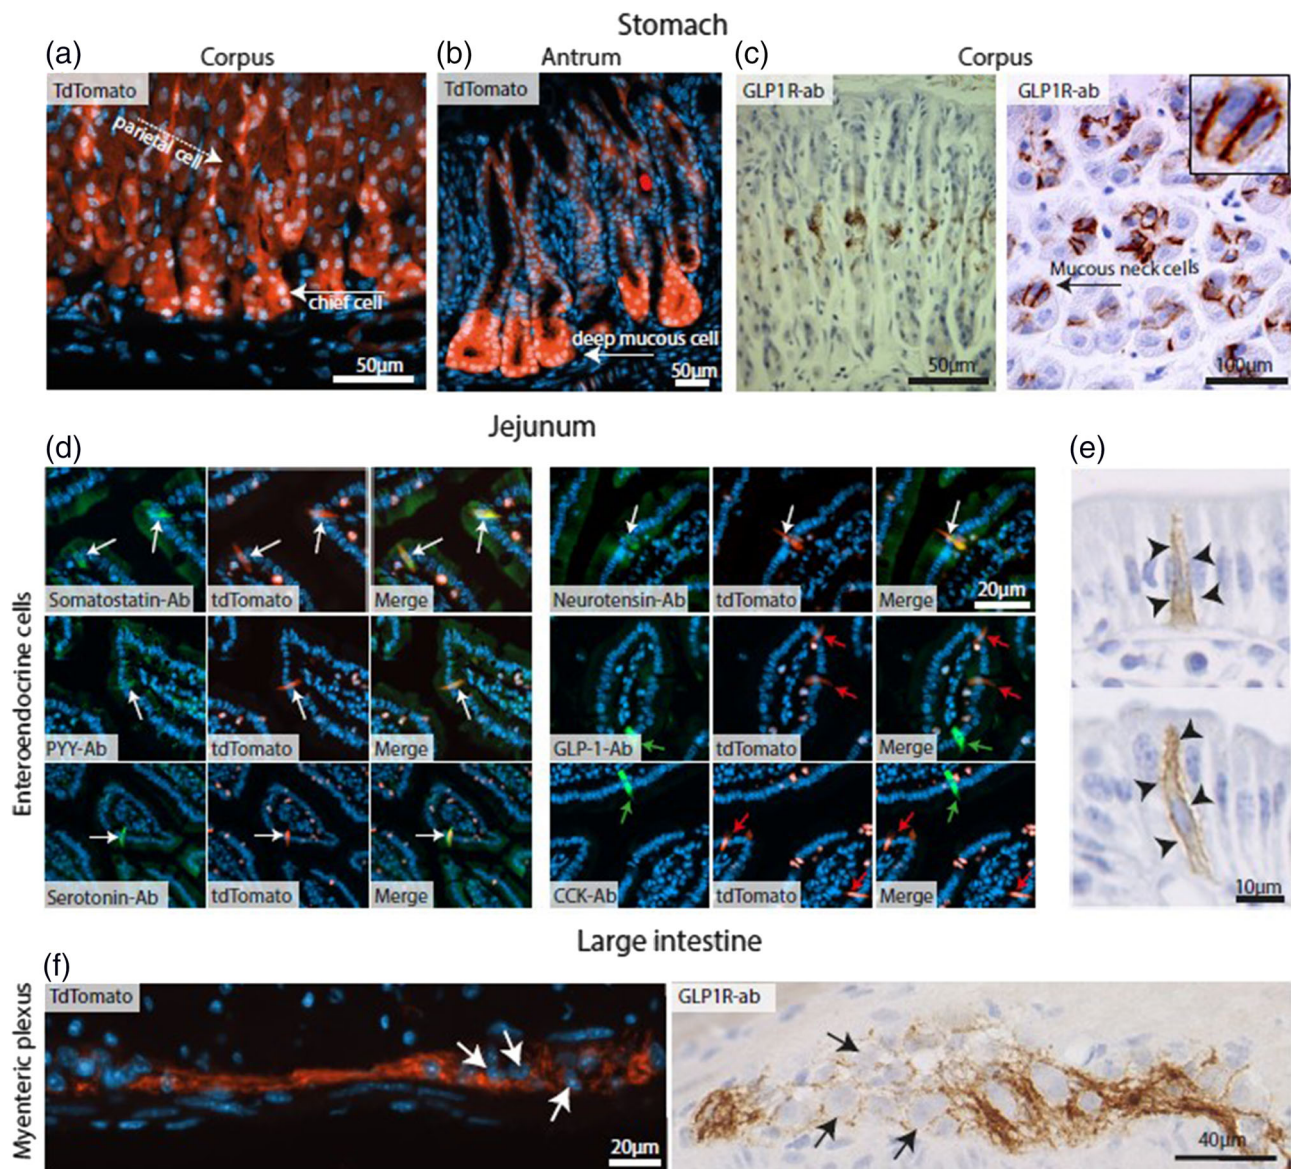 Stomach
(a)
Corpus
(b)
Antrum
(c)
Corpus
TdTomato
parietal cell
chief cell
50µm
TdTomato
deep mucous cell
50µm
GLP1R-ab
50µm
GLP1R-ab
Mucous neck cells
100µm
Jejunum
(d)
(e)
Enteroendocrine cells
Somatostatin-Ab
tdTomato
Merge
Neurotensin-Ab
tdTomato
20µm
Merge
PYY-Ab
tdTomato
Merge
GLP-1-Ab
tdTomato
Merge
Serotonin-Ab
tdTomato
Merge
CCK-Ab
tdTomato
Merge
10µm
Large intestine
(f)
Myenteric plexus
TdTomato
20µm
GLP1R-ab
40µm